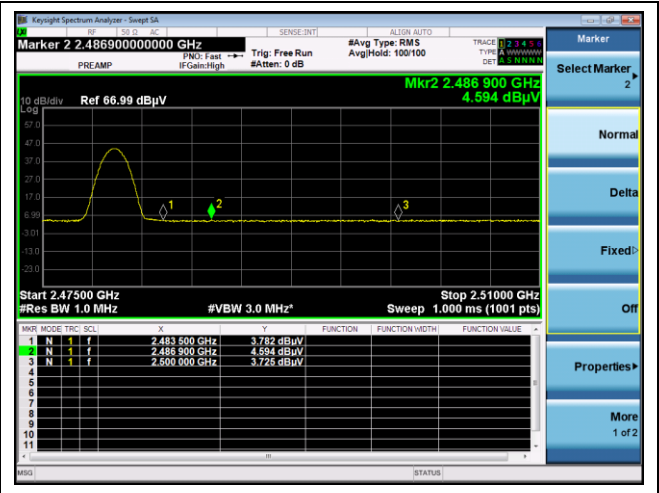 Keysight Spectrum Analyzer - Swept SA
RF 50 Ω AC SENSE:INT ALIGN AUTO
Marker 2 2.486900000000 GHz
PREAMP
PNO: Fast
IFGain:High
Trig: Free Run
#Atten: 0 dB
#Avg Type: RMS
Avg|Hold: 100/100
TRACE 1 2 3 4 5 6
TYPE A WWWWW
DET A S N N N N
Mkr2 2.486 900 GHz
4.594 dBµV
10 dB/div Ref 66.99 dBµV
Log
57.0
47.0
37.0
27.0
17.0
6.99
-3.01
-13.0
-23.0
1
2
3
Start 2.47500 GHz Stop 2.51000 GHz
#Res BW 1.0 MHz #VBW 3.0 MHz* Sweep 1.000 ms (1001 pts)
MKR MODE TRC SCL X Y FUNCTION FUNCTION WIDTH FUNCTION VALUE
1 N 1 f 2.483 500 GHz 3.782 dBµV
2 N 1 f 2.486 900 GHz 4.594 dBµV
3 N 1 f 2.500 000 GHz 3.725 dBµV
4
5
6
7
8
9
10
11
MSG STATUS
Marker
Select Marker
2
Normal
Delta
Fixed
Off
Properties
More
1 of 2